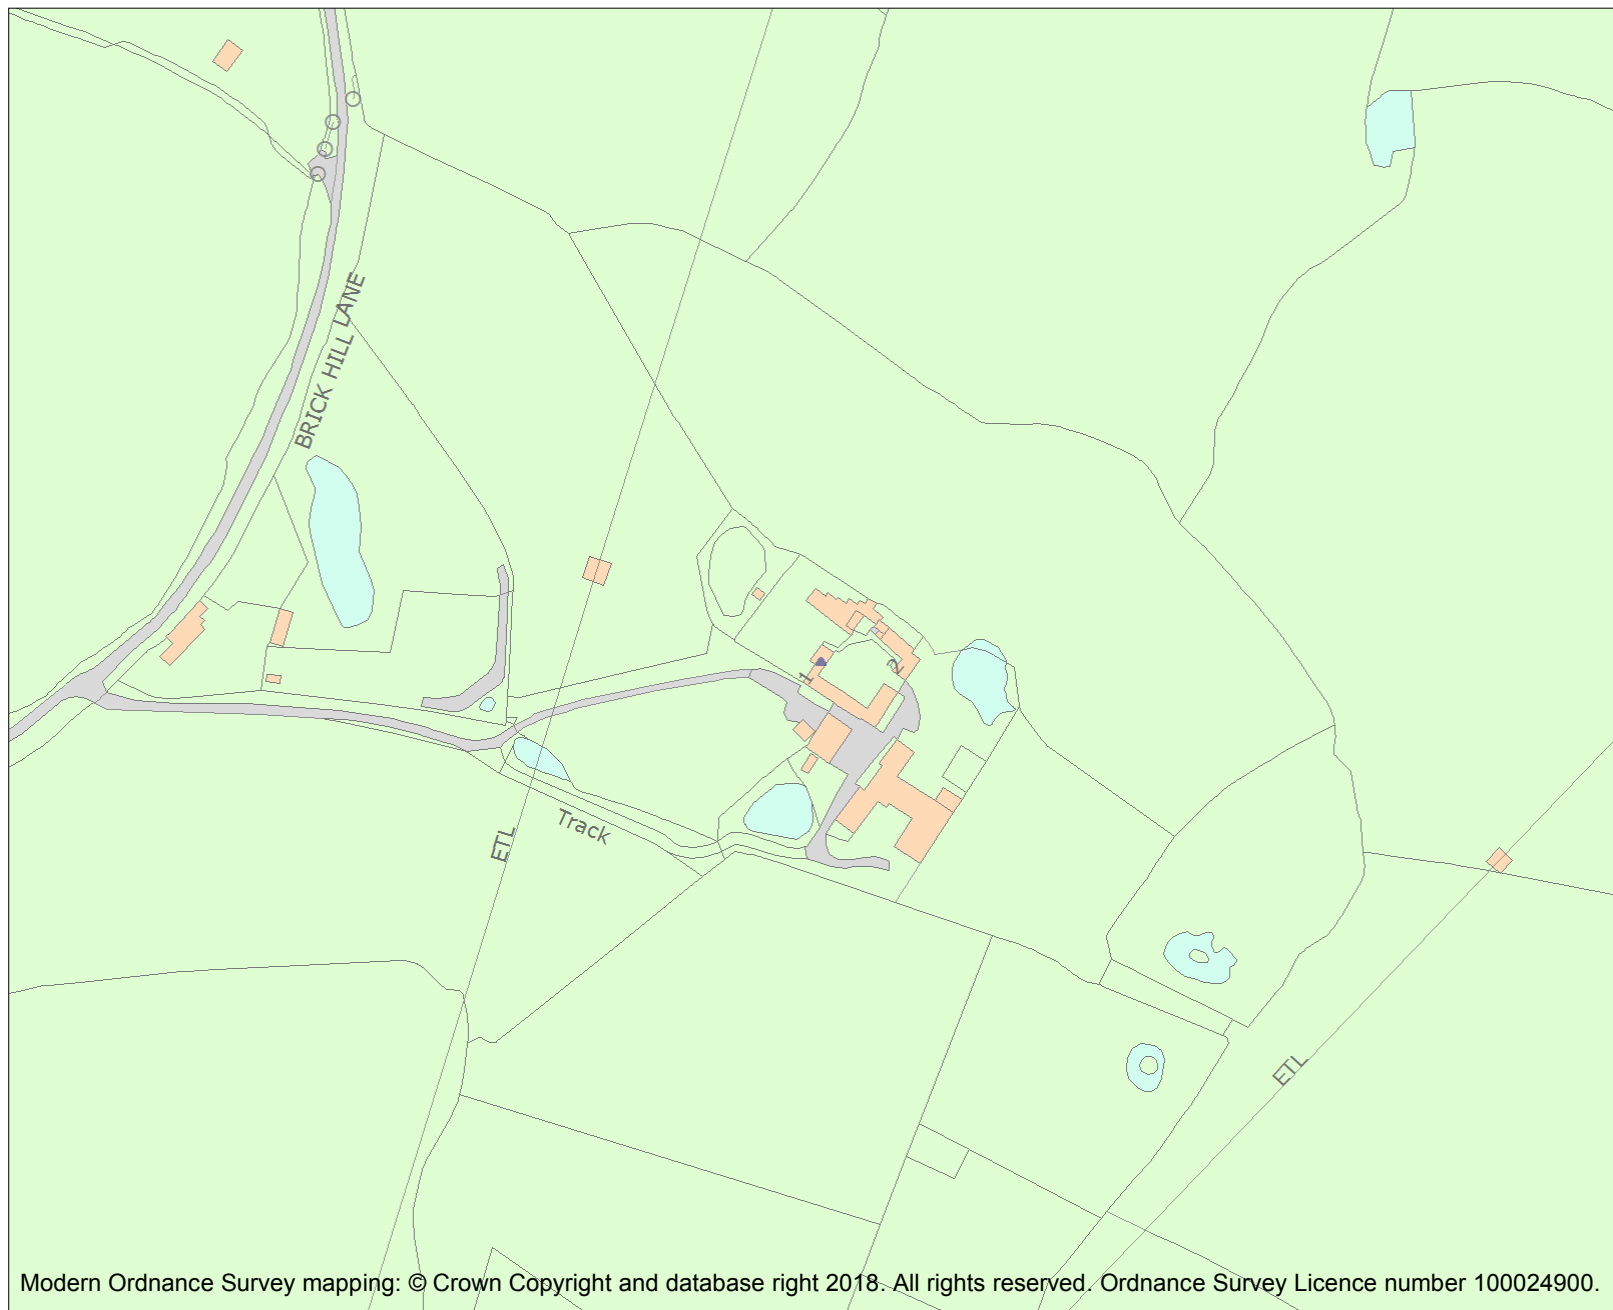 BRICK HILL LANE
1
2
ETL
Track
ETL
Modern Ordnance Survey mapping: © Crown Copyright and database right 2018. All rights reserved. Ordnance Survey Licence number 100024900.